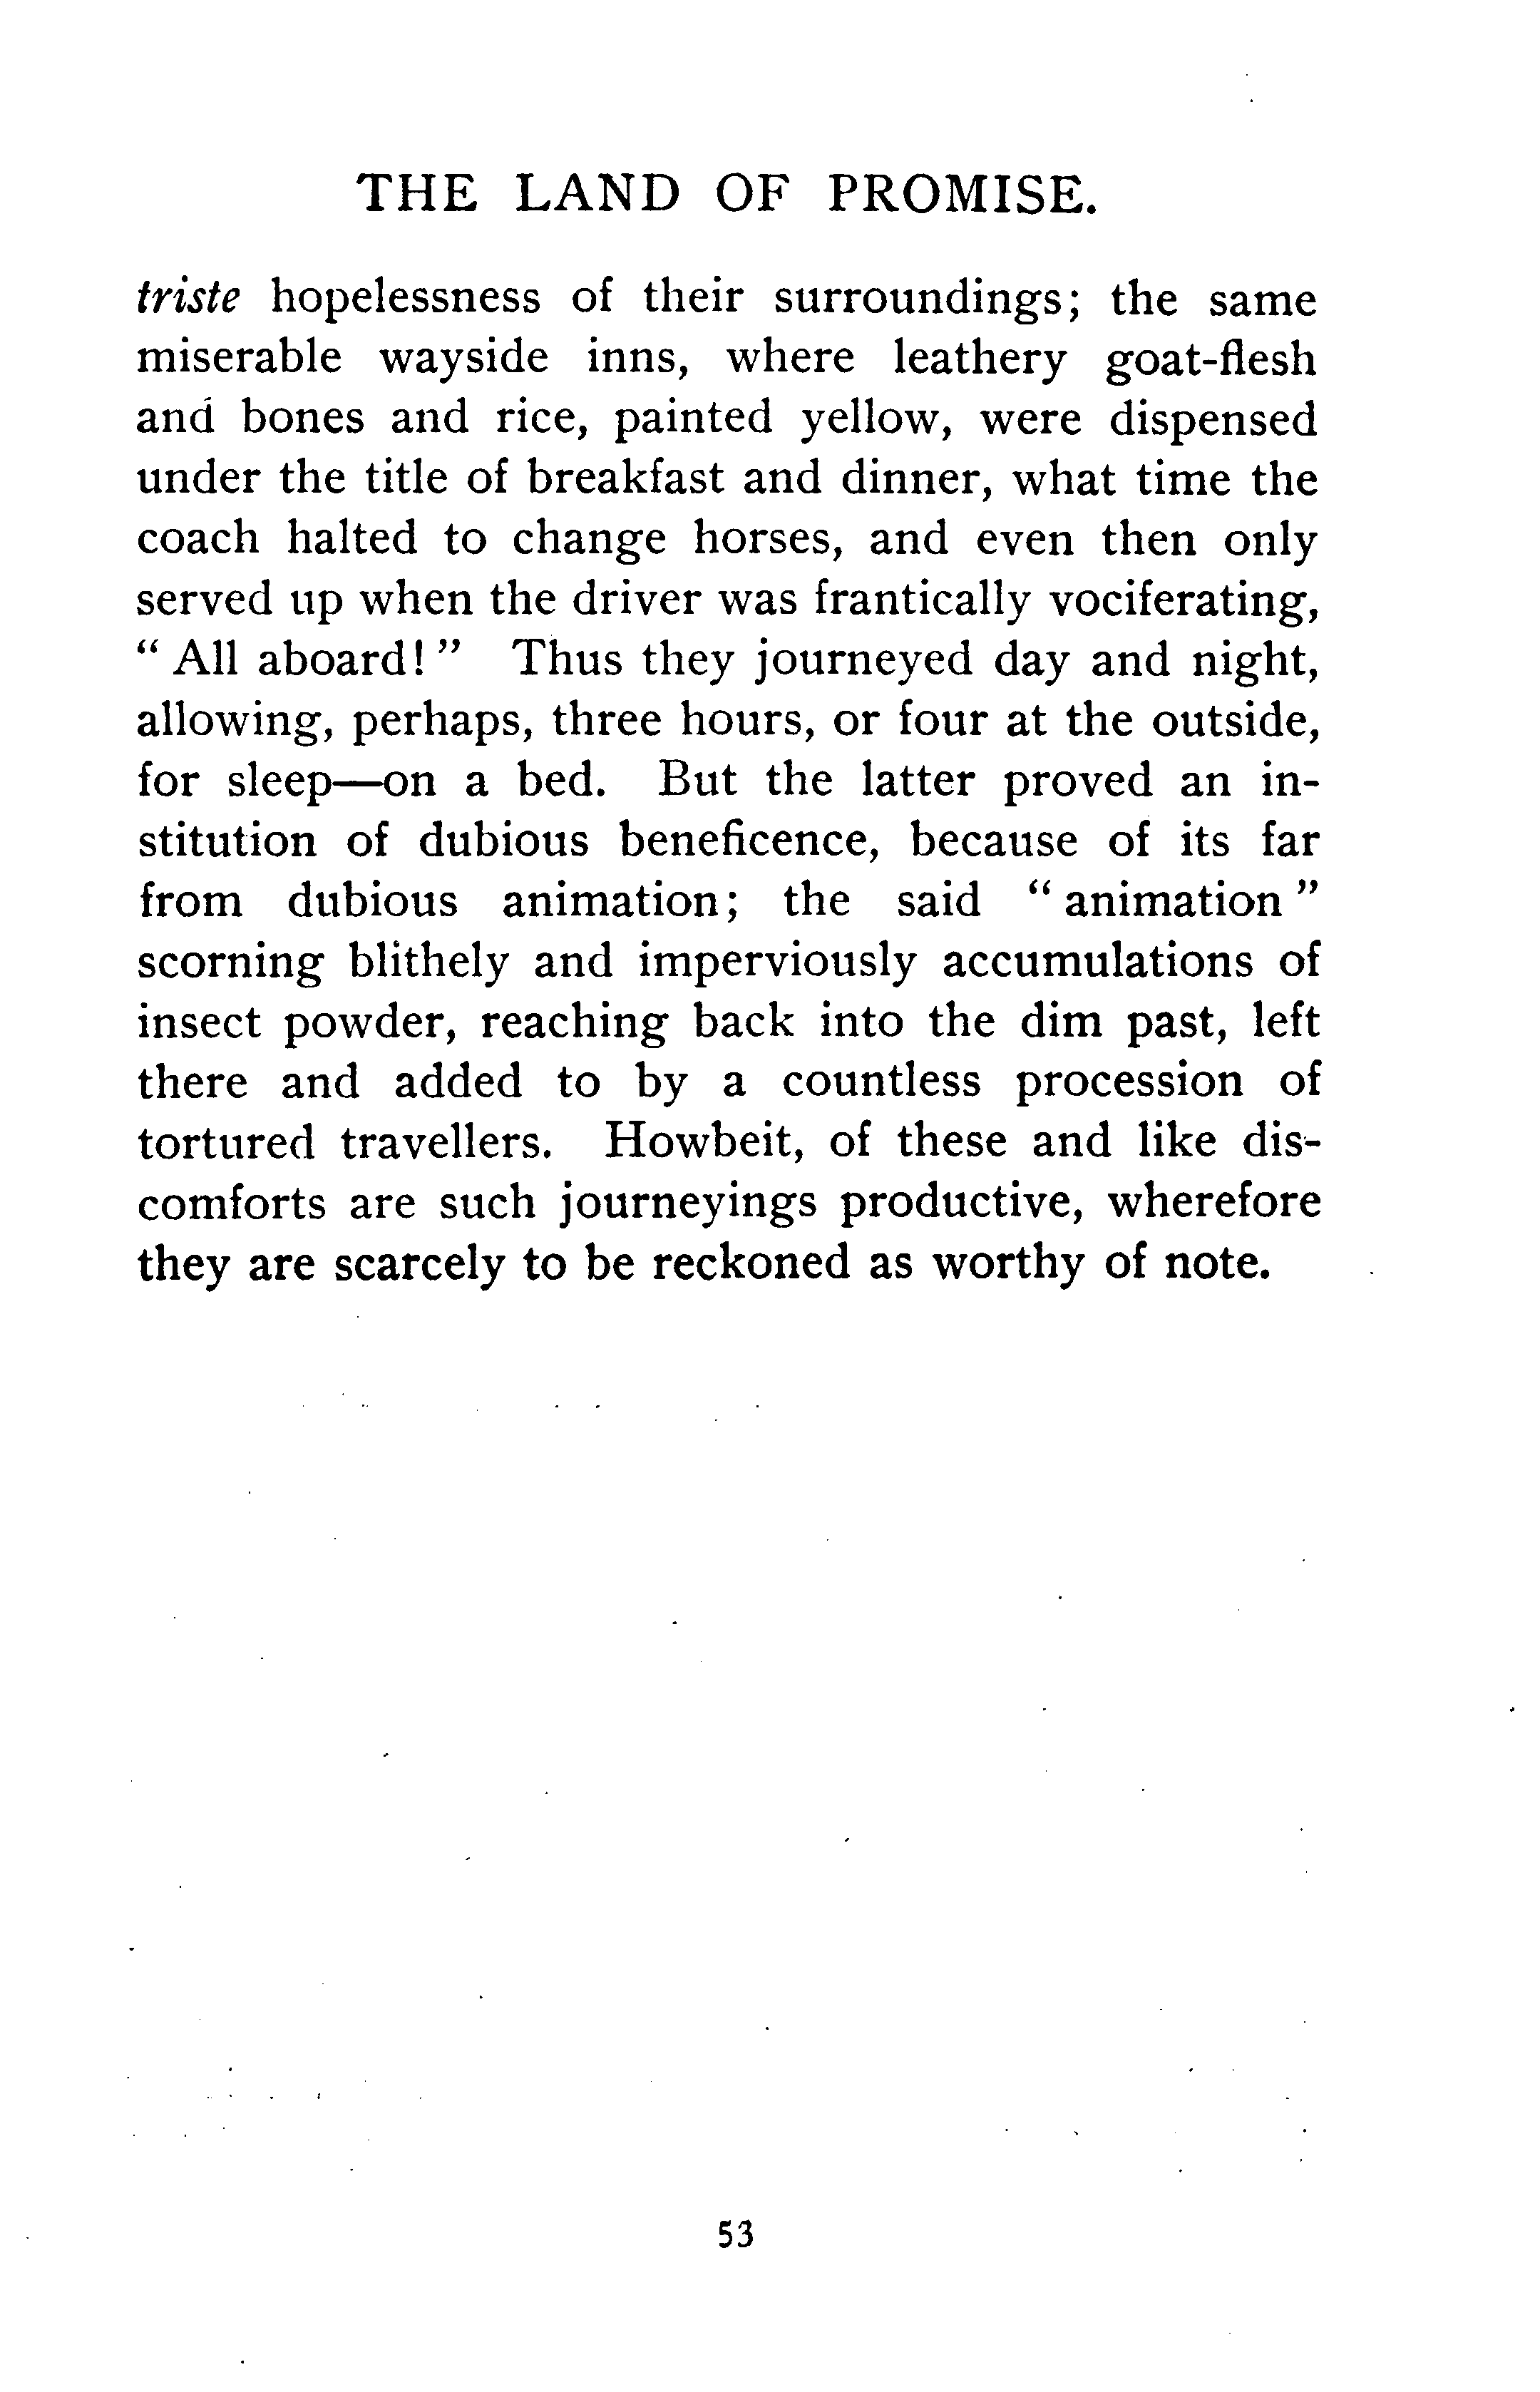 THE LAND OF PROMISE.
triste hopelessness of their surroundings; the same
miserable wayside inns, where leathery goat-flesh
and bones and rice, painted yellow, were dispensed
under the title of breakfast and dinner, what time the
coach halted to change horses, and even then only
served up when the driver was frantically vociferating,
“ All aboard! ” Thus they journeyed day and night,
allowing, perhaps, three hours, or four at the outside,
for sleep—on a bed. But the latter proved an in-
stitution of dubious beneficence, because of its far
from dubious animation; the said “ animation ”
scorning blithely and imperviously accumulations of
insect powder, reaching back into the dim past, left
there and added to by a countless procession of
tortured travellers. Howbeit, of these and like dis-
comforts are such journeyings productive, wherefore
they are scarcely to be reckoned as worthy of note.
53